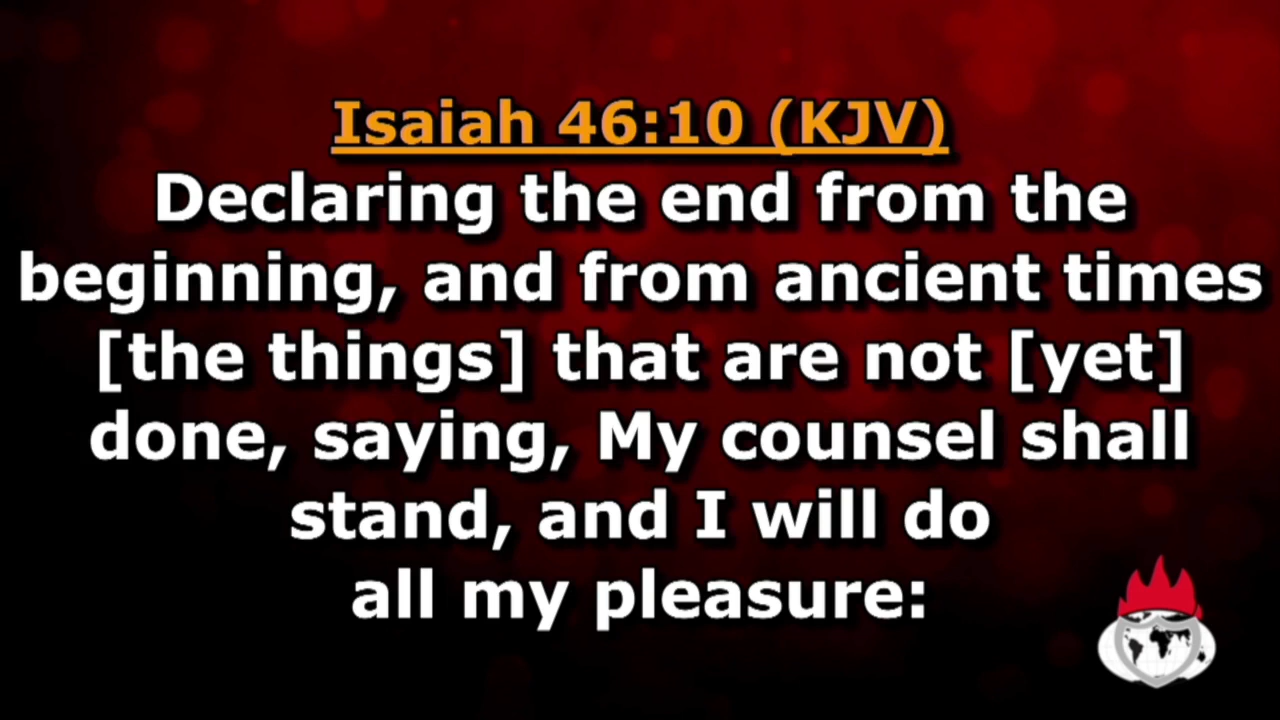 Isaiah 46:10 (KJV)
Declaring the end from the
beginning, and from ancient times
[the things] that are not [yet]
done, saying, My counsel shall
stand, and I will do
all my pleasure: